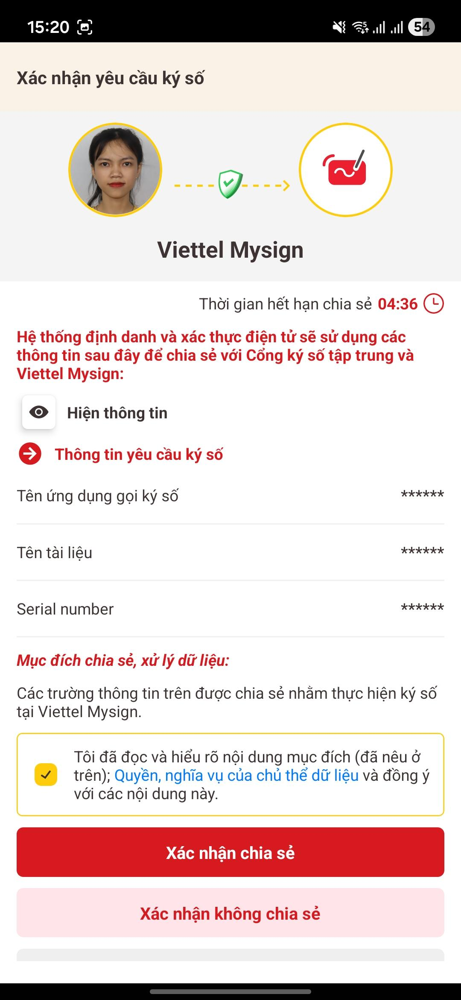 15:20
5
54
Xác nhận yêu cầu ký số
Viettel Mysign
Thời gian hết hạn chia sẻ 04:36
Hệ thống định danh và xác thực điện tử sẽ sử dụng các
thông tin sau đây để chia sẻ với Cổng ký số tập trung và
Viettel Mysign:
Hiện thông tin
Thông tin yêu cầu ký số
Tên ứng dụng gọi ký số ******
Tên tài liệu ******
Serial number ******
Mục đích chia sẻ, xử lý dữ liệu:
Các trường thông tin trên được chia sẻ nhằm thực hiện ký số
tại Viettel Mysign.
Tôi đã đọc và hiểu rõ nội dung mục đích (đã nêu ở
trên); Quyền, nghĩa vụ của chủ thể dữ liệu và đồng ý
với các nội dung này.
Xác nhận chia sẻ
Xác nhận không chia sẻ